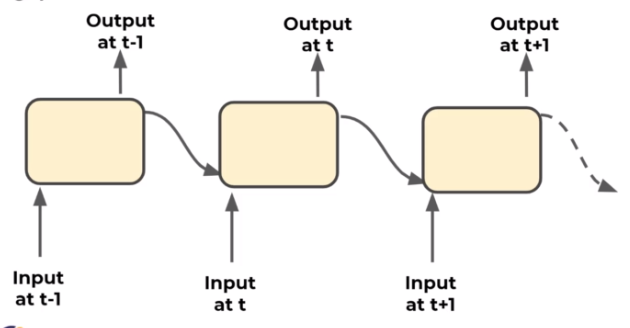 Output
at t-1
Output
at t
Output
at t+1
Input
at t-1
Input
at t
Input
at t+1